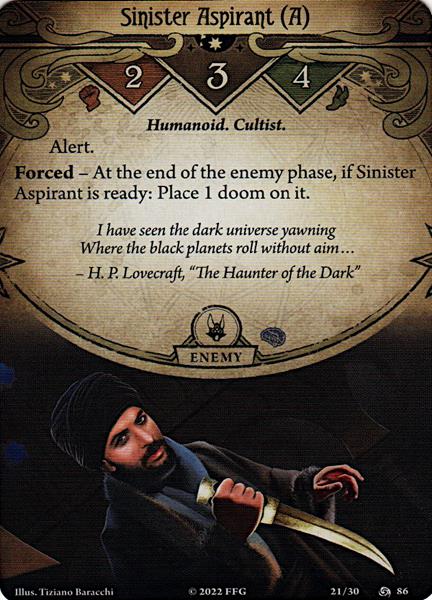 Sinister Aspirant (A)
2 3 4
Humanoid. Cultist.
Alert.
Forced – At the end of the enemy phase, if Sinister
Aspirant is ready: Place 1 doom on it.
I have seen the dark universe yawning
Where the black planets roll without aim…
– H. P. Lovecraft, “The Haunter of the Dark”
ENEMY
Illus. Tiziano Baracchi © 2022 FFG 21/30 86